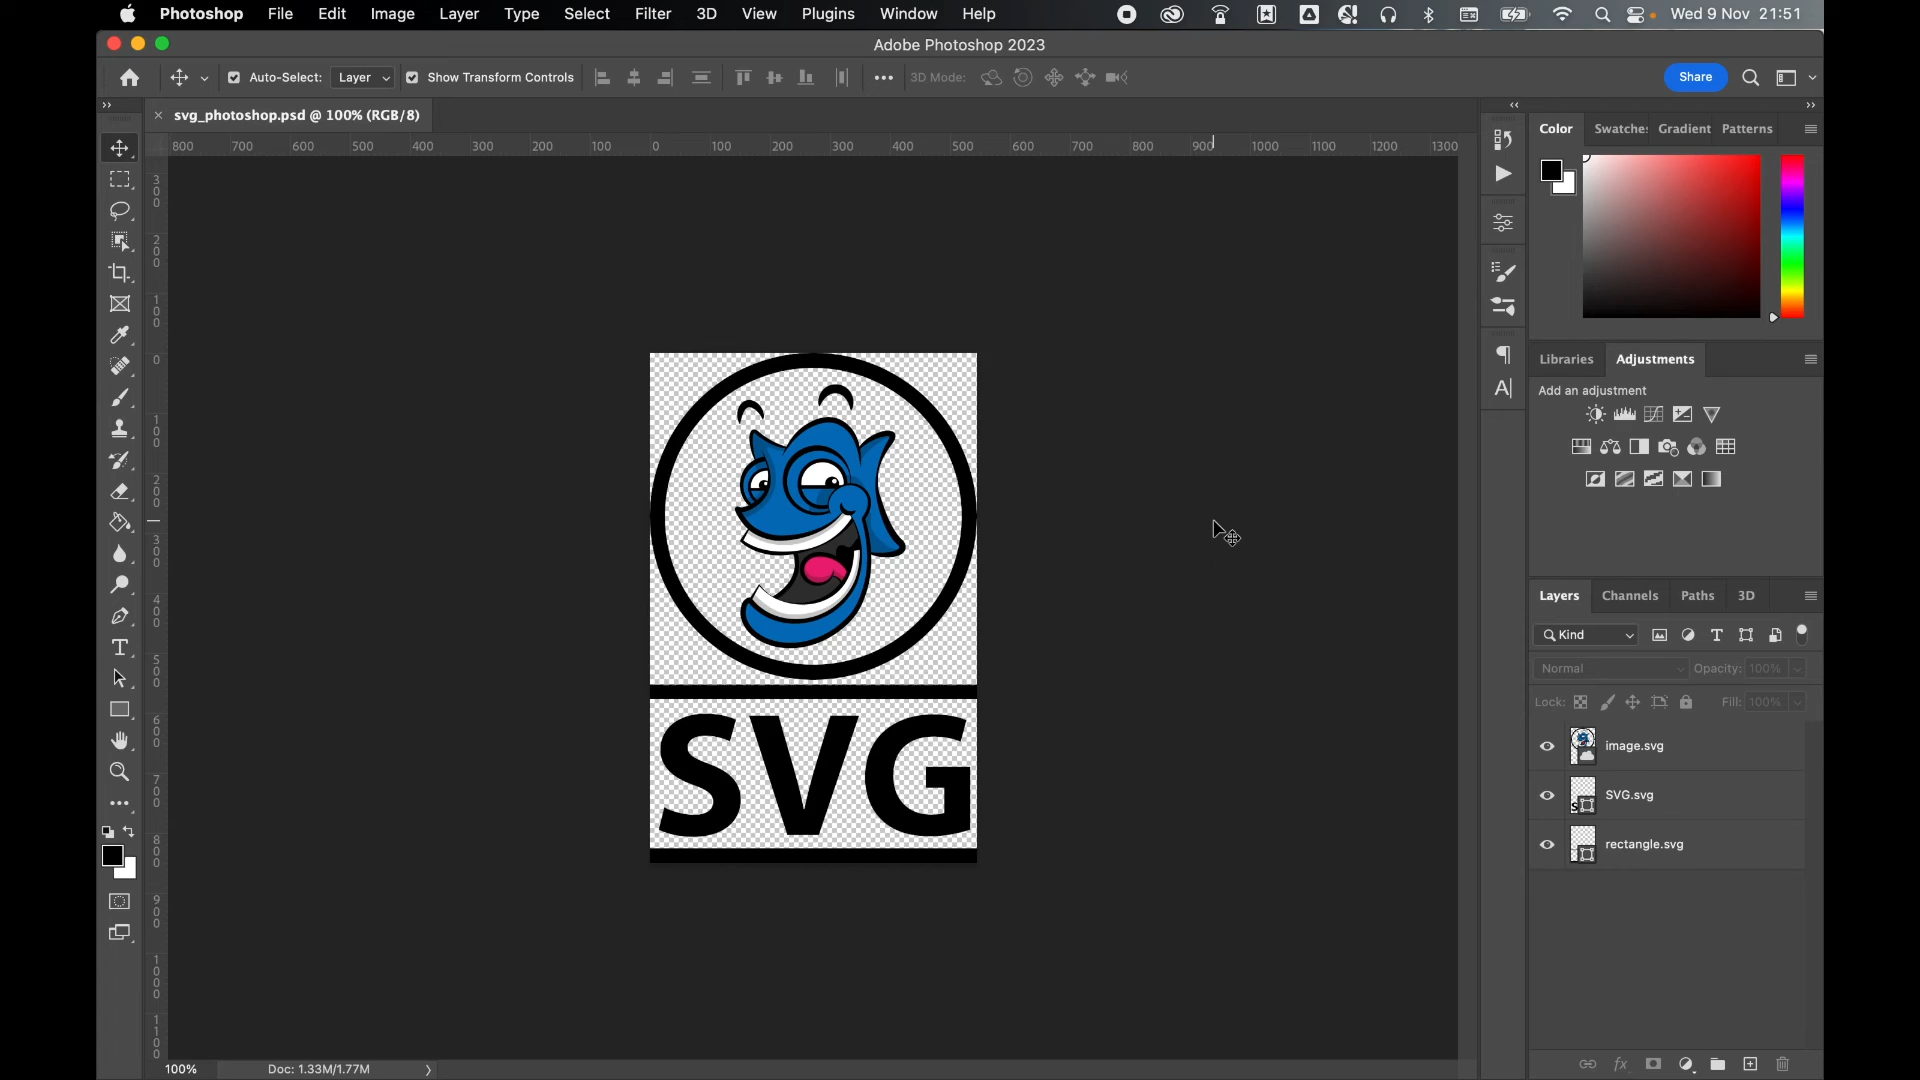 Photoshop File Edit Image Layer Type Select Filter 3D View Plugins Window Help Wed 9 Nov 21:51
Adobe Photoshop 2023
Auto-Select: Layer Show Transform Controls 3D Mode: Share
svg_photoshop.psd @ 100% (RGB/8)
800 700 600 500 400 300 200 100 0 100 200 300 400 500 600 700 800 900 1000 1100 1200 1300
300
200
100
0
100
200
300
400
500
600
700
800
900
1000
1100
SVG
100% Doc: 1.33M/1.77M
Color Swatches Gradient Patterns
Libraries Adjustments
Add an adjustment
Layers Channels Paths 3D
Kind
Normal Opacity: 100%
Lock: Fill: 100%
image.svg
SVG.svg
rectangle.svg